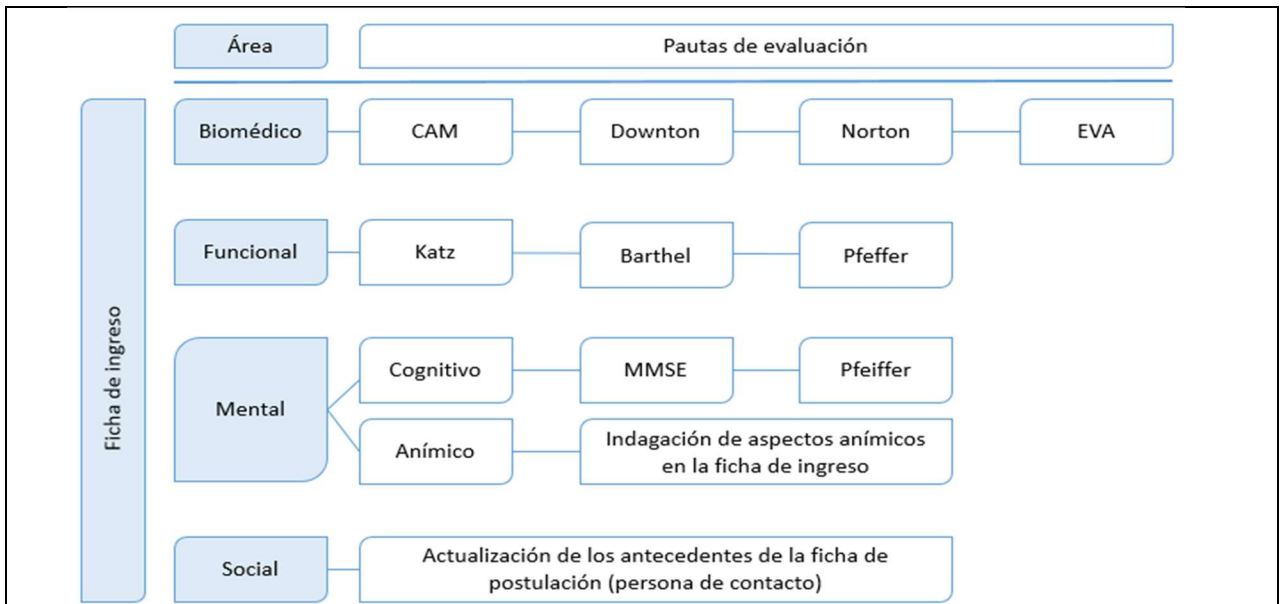 Área
Pautas de evaluación
Ficha de ingreso
Biomédico
CAM
Downton
Norton
EVA
Funcional
Katz
Barthel
Pfeffer
Mental
Cognitivo
MMSE
Pfeiffer
Anímico
Indagación de aspectos anímicos
en la ficha de ingreso
Social
Actualización de los antecedentes de la ficha de
postulación (persona de contacto)